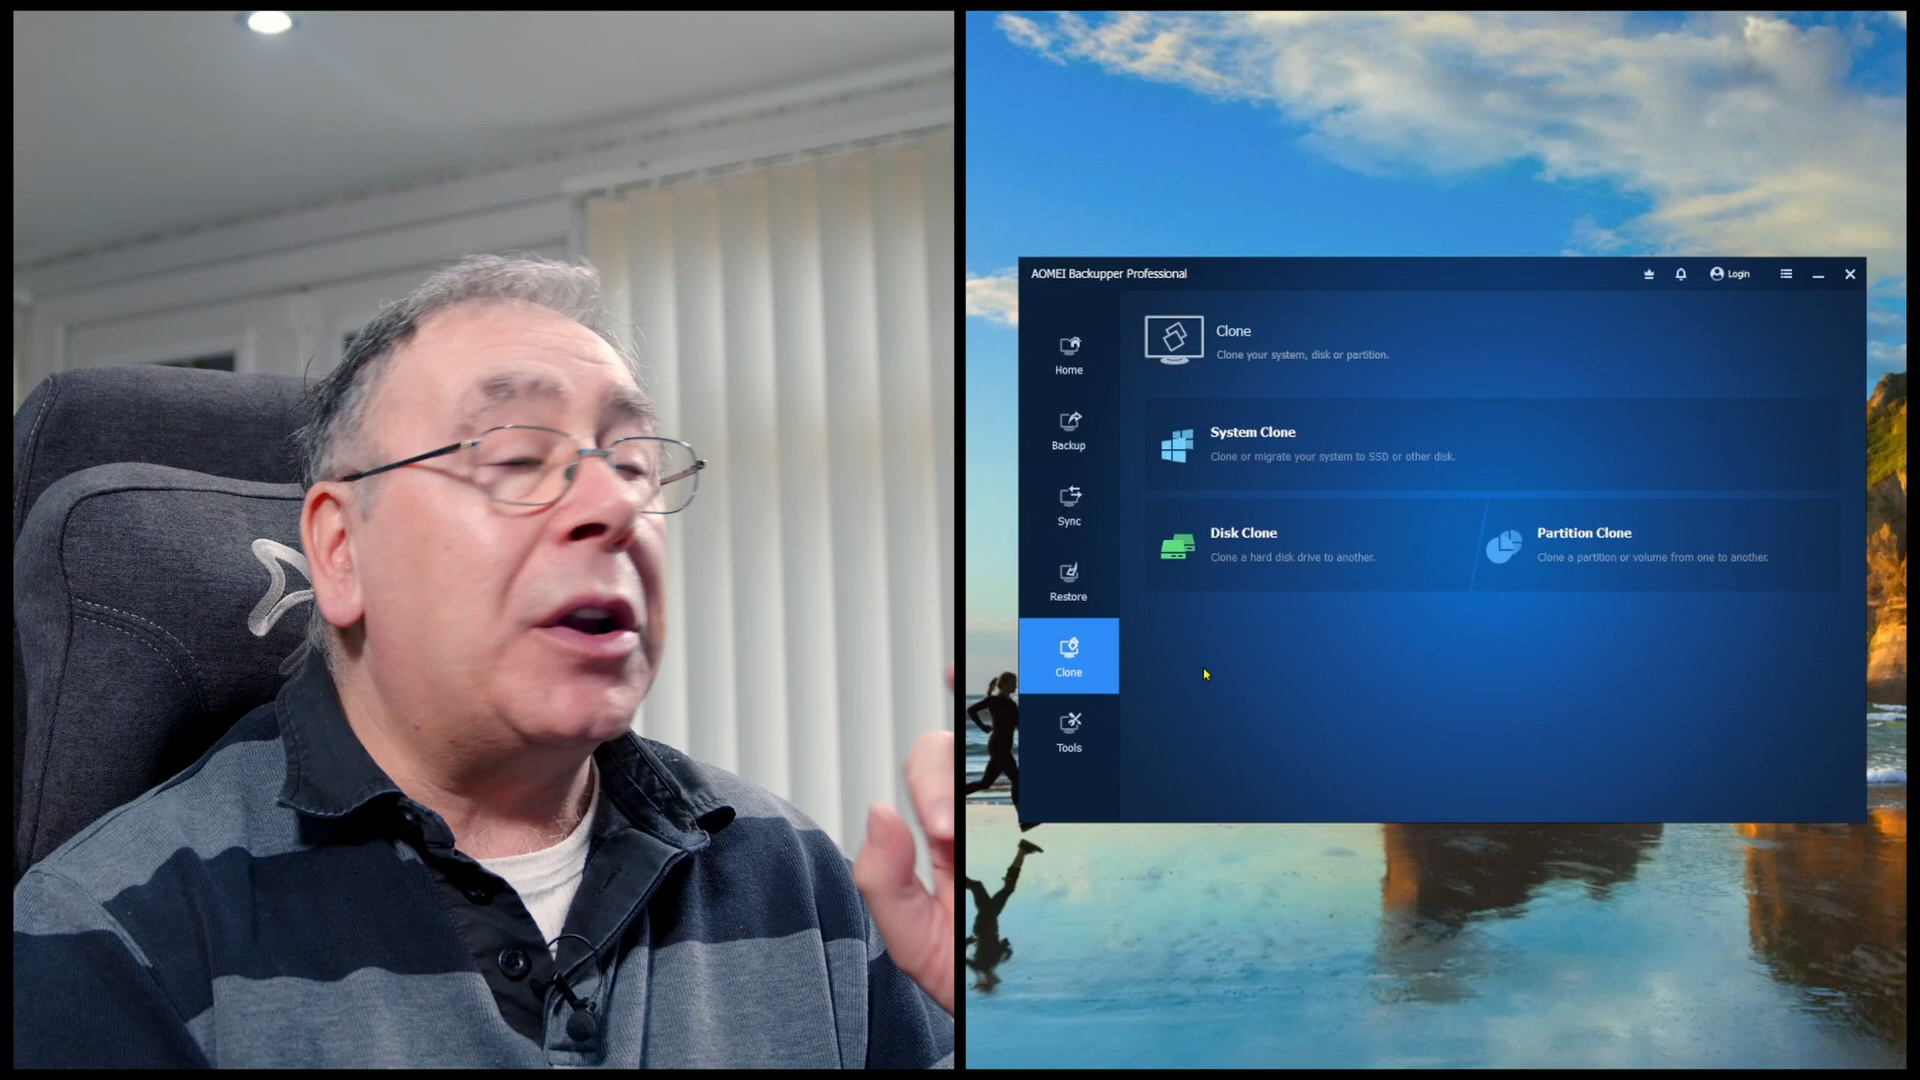 AOMEI Backupper Professional
Login
Home
Backup
Sync
Restore
Clone
Tools
Clone
Clone your system, disk or partition.
System Clone
Clone or migrate your system to SSD or other disk.
Disk Clone
Clone a hard disk drive to another.
Partition Clone
Clone a partition or volume from one to another.